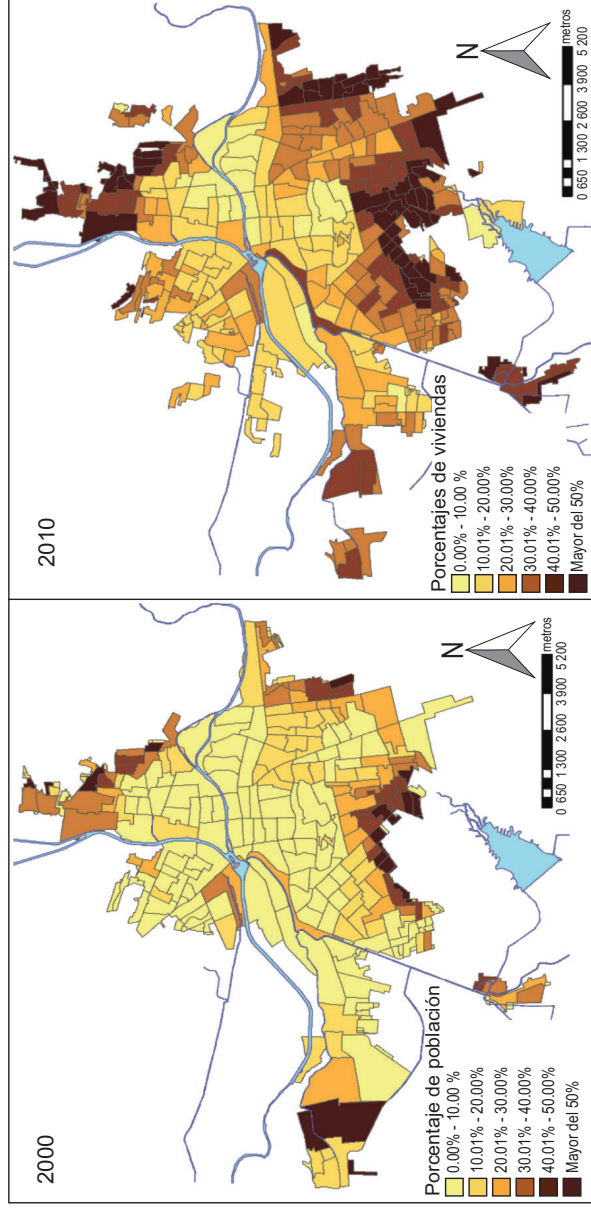 2000
Porcentaje de población
0.00% - 10.00 %
10.01% - 20.00%
20.01% - 30.00%
30.01% - 40.00%
40.01% - 50.00%
Mayor del 50%
N
0 650 1 300 2 600 3 900 5 200
metros
2010
Porcentajes de viviendas
0.00% - 10.00 %
10.01% - 20.00%
20.01% - 30.00%
30.01% - 40.00%
40.01% - 50.00%
Mayor del 50%
N
0 650 1 300 2 600 3 900 5 200
metros